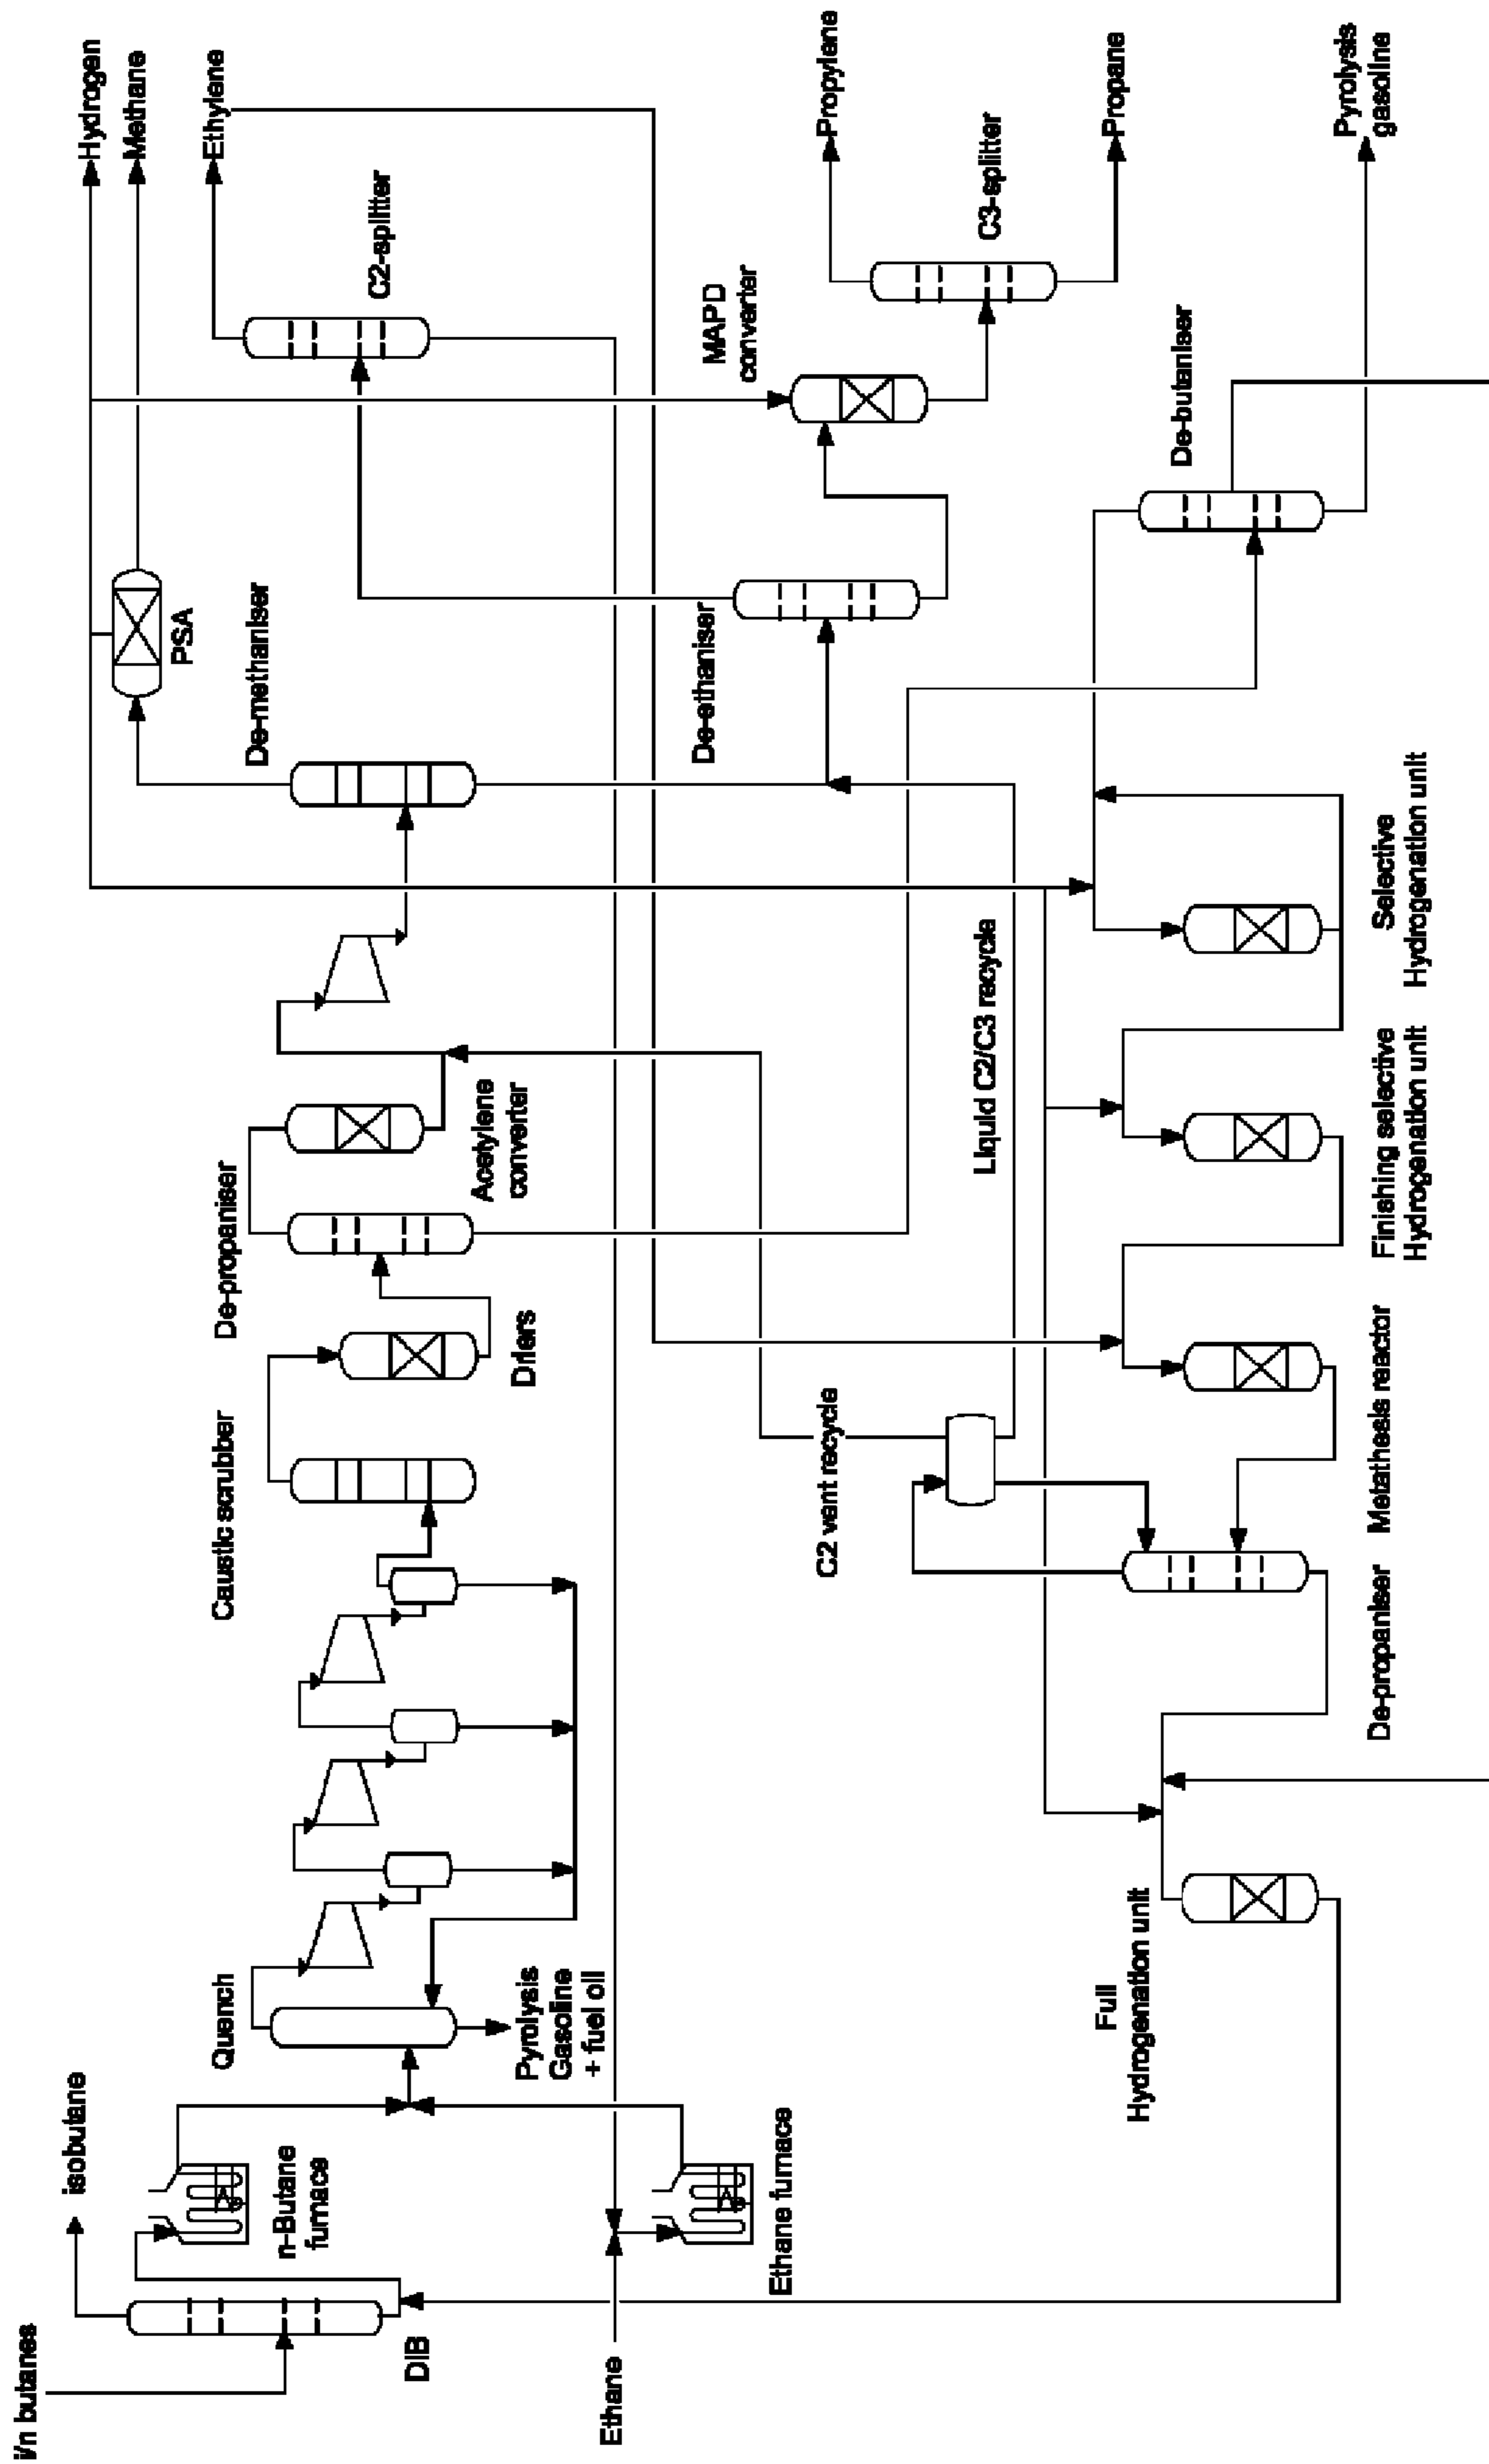 i/n butanes
isobutane
DIB
n-Butane
furnace
Ethane
Ethane furnace
Quench
Pyrolysis
Gasoline
+ fuel oil
Caustic scrubber
Driers
De-propaniser
Acetylene
converter
De-methaniser
PSA
Hydrogen
Methane
Ethylene
C2-splitter
De-ethaniser
MAPD
converter
C3-splitter
Propylene
Propane
C2 vent recycle
Liquid C2/C3 recycle
De-butaniser
Pyrolysis
gasoline
Full
Hydrogenation unit
De-propaniser
Metathesis reactor
Finishing selective
Hydrogenation unit
Selective
Hydrogenation unit